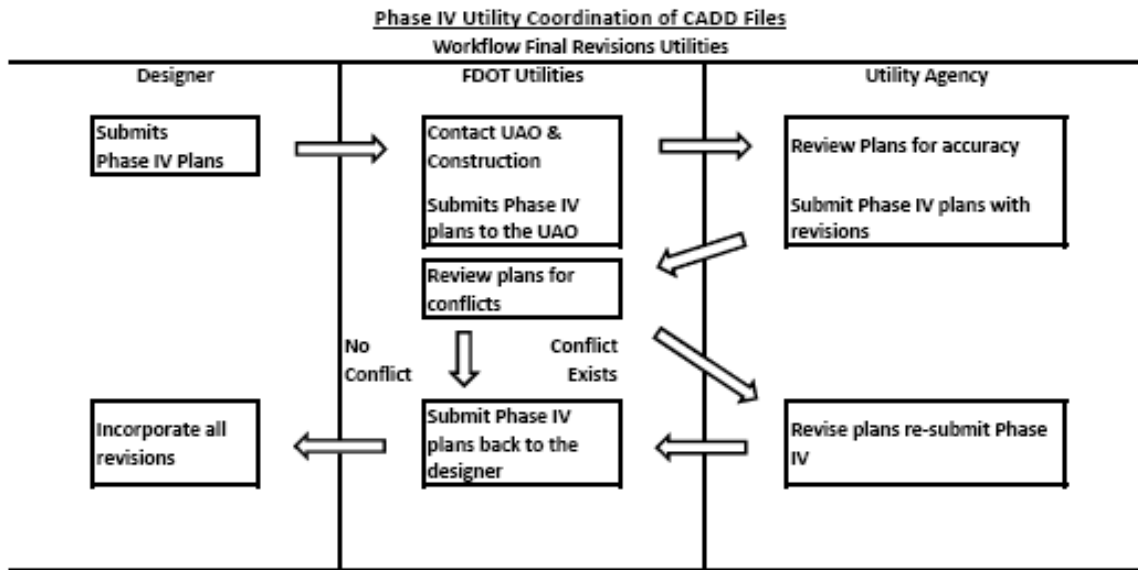 Phase IV Utility Coordination of CADD Files
Workflow Final Revisions Utilities
Designer
FDOT Utilities
Utility Agency
Submits
Phase IV Plans
Contact UAO &
Construction
Submits Phase IV
plans to the UAO
Review Plans for accuracy
Submit Phase IV plans with
revisions
Review plans for
conflicts
No
Conflict
Conflict
Exists
Incorporate all
revisions
Submit Phase IV
plans back to the
designer
Revise plans re-submit Phase
IV